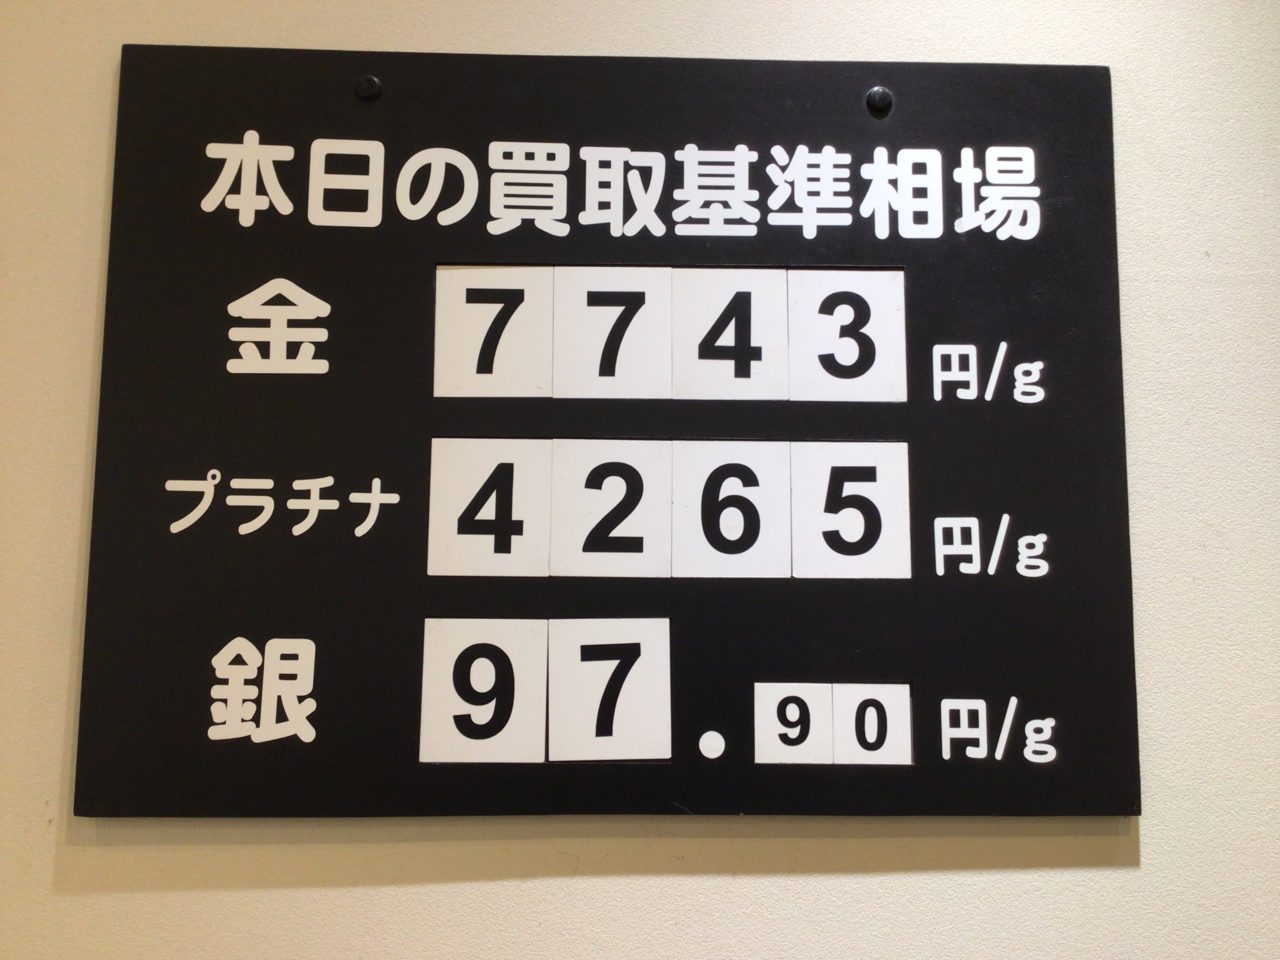 本日の買取基準相場
金 7743 円/g
プラチナ 4265 円/g
銀 97.90 円/g